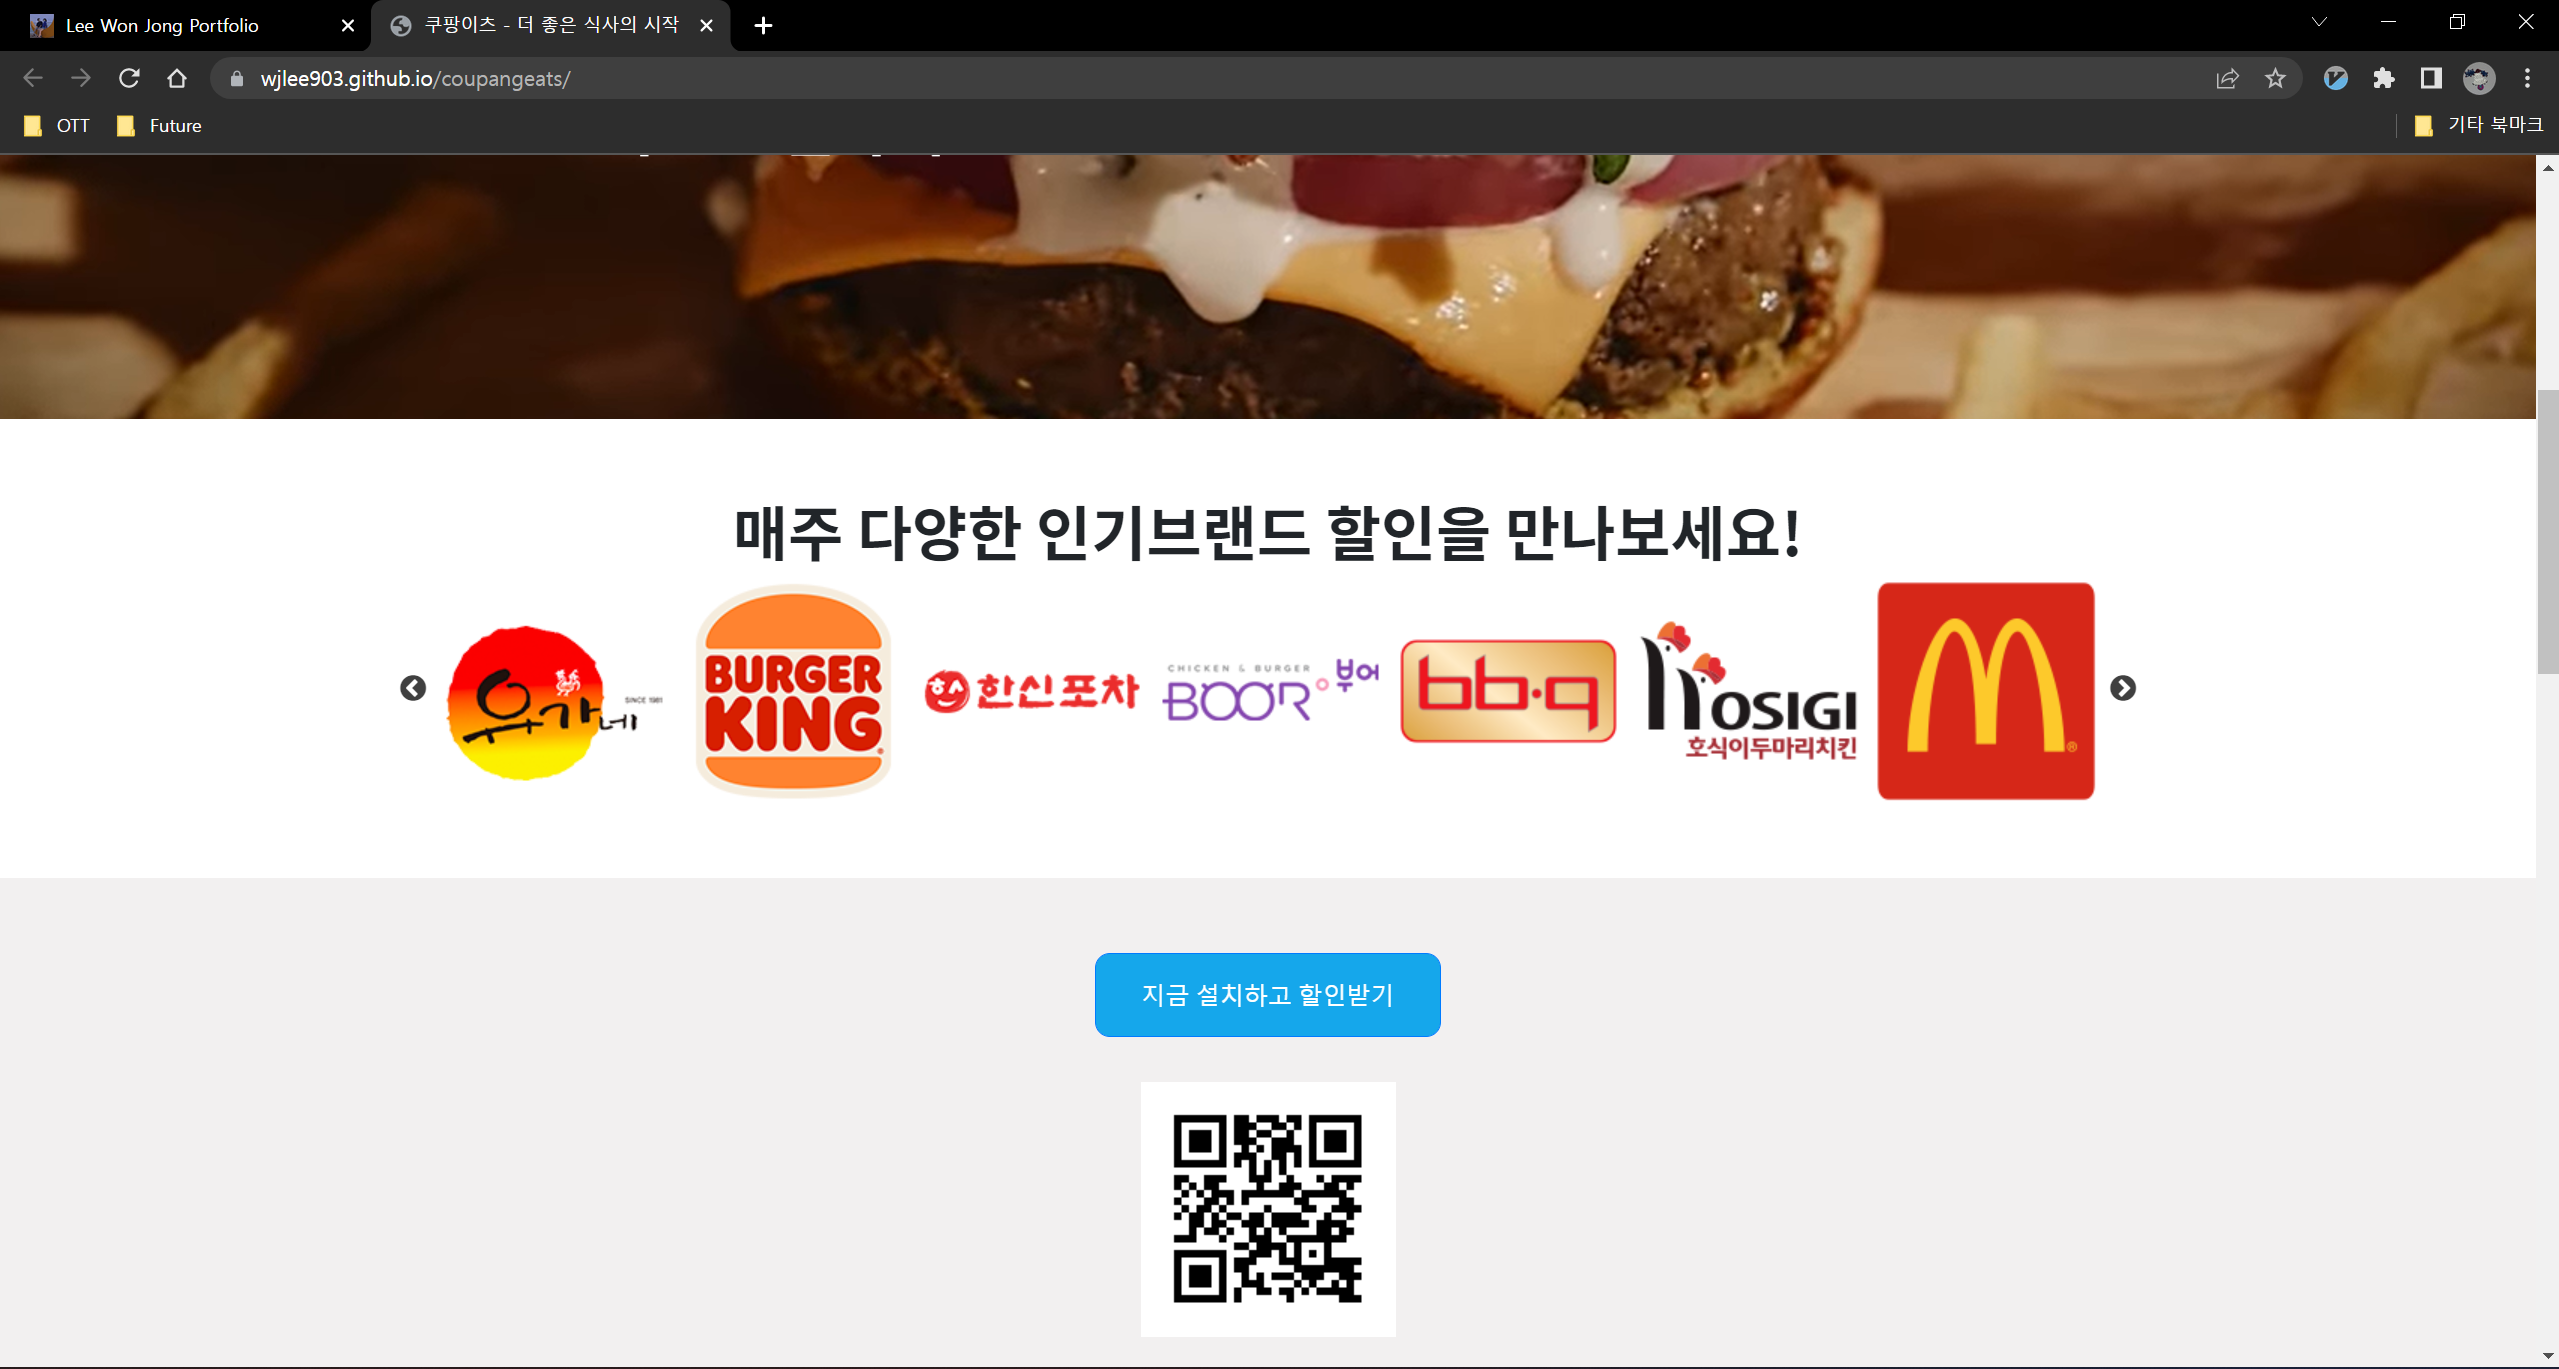 Lee Won Jong Portfolio
쿠팡이츠 - 더 좋은 식사의 시작
wjlee903.github.io/coupangeats/
OTT
Future
기타 북마크
매주 다양한 인기브랜드 할인을 만나보세요!
유가네
SINCE 1981
BURGER
KING
한신포차
CHICKEN & BURGER
BOOR
부어
bb.q
HOSIGI
호식이두마리치킨
M
지금 설치하고 할인받기